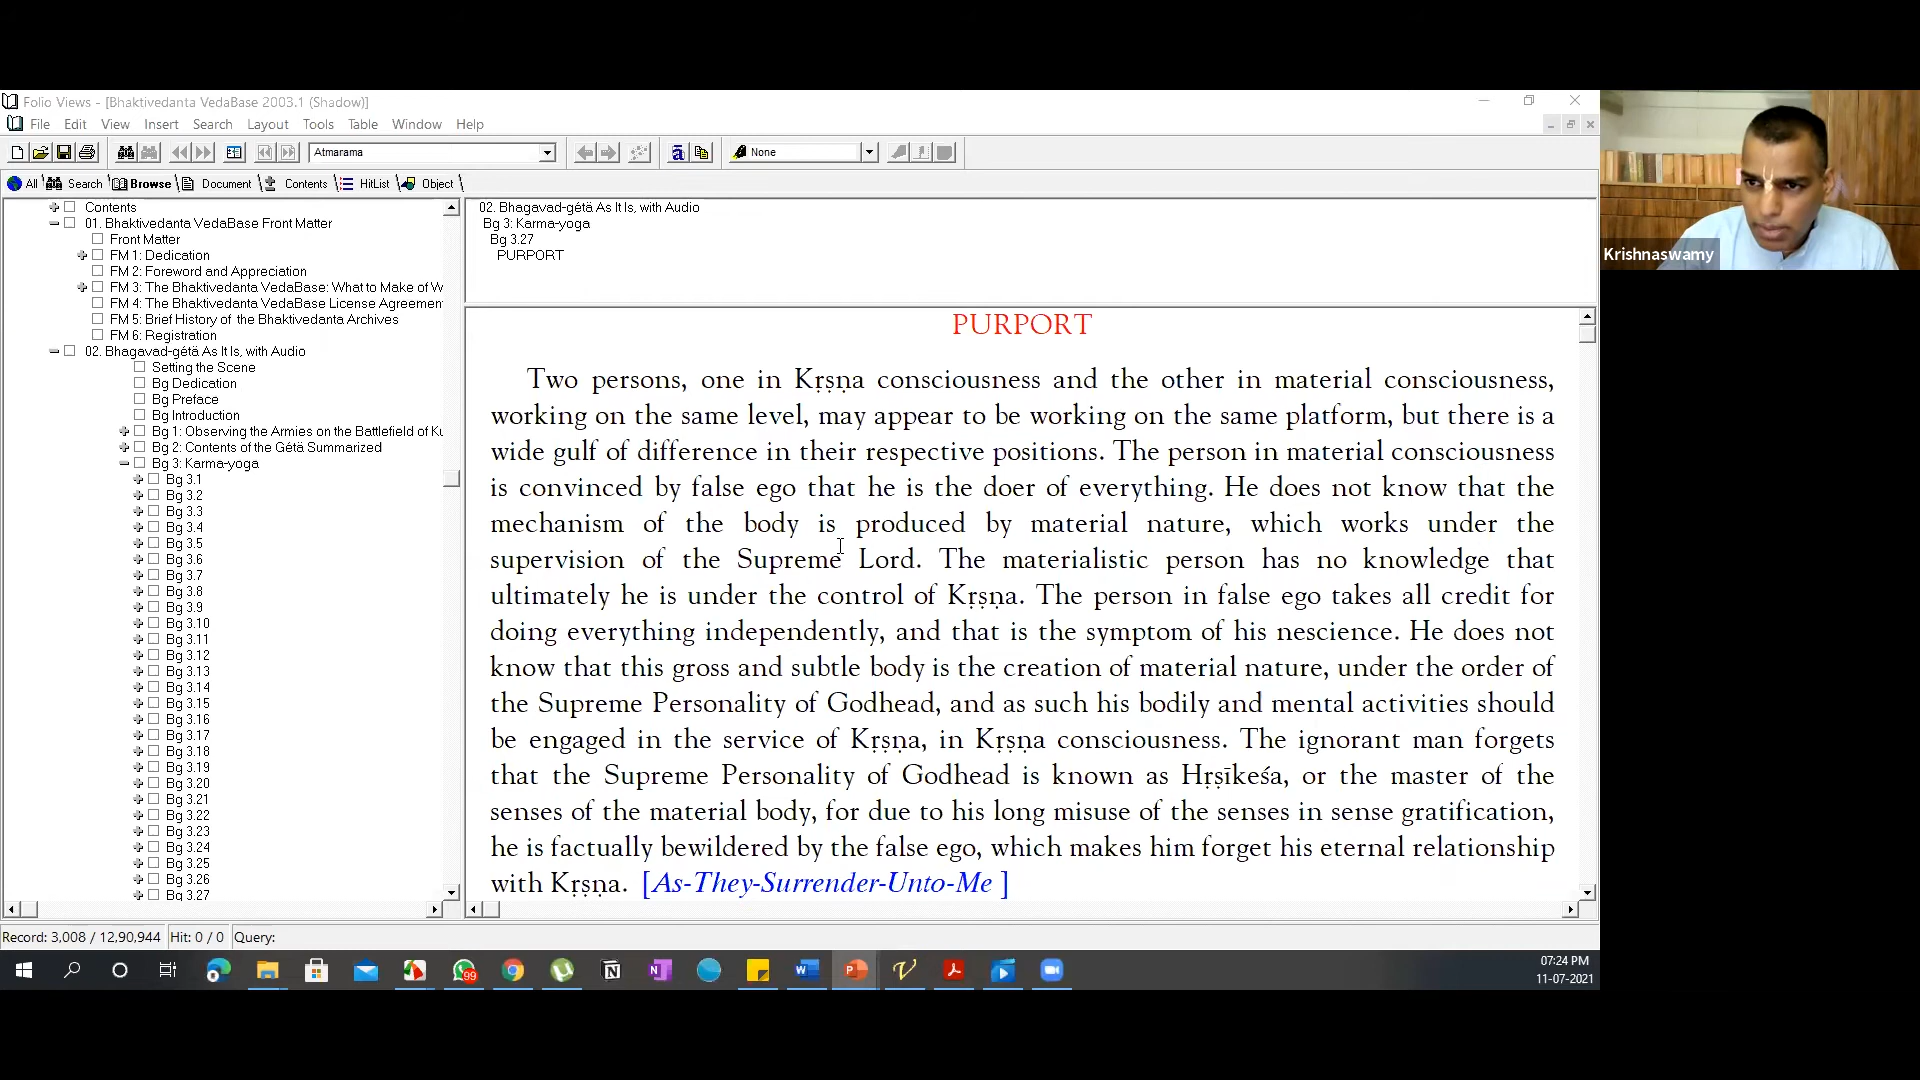 Folio Views - [Bhaktivedanta VedaBase 2003.1 (Shadow)]
File Edit View Insert Search Layout Tools Table Window Help
Atmarama
None
All Search Browse Document Contents HitList Object
Contents
01. Bhaktivedanta VedaBase Front Matter
Front Matter
FM 1: Dedication
FM 2: Foreword and Appreciation
FM 3: The Bhaktivedanta VedaBase: What to Make of W
FM 4: The Bhaktivedanta VedaBase License Agreemen
FM 5: Brief History of the Bhaktivedanta Archives
FM 6: Registration
02. Bhagavad-gétä As It Is, with Audio
Setting the Scene
Bg Dedication
Bg Preface
Bg Introduction
Bg 1: Observing the Armies on the Battlefield of Ku
Bg 2: Contents of the Gétä Summarized
Bg 3: Karma-yoga
Bg 3.1
Bg 3.2
Bg 3.3
Bg 3.4
Bg 3.5
Bg 3.6
Bg 3.7
Bg 3.8
Bg 3.9
Bg 3.10
Bg 3.11
Bg 3.12
Bg 3.13
Bg 3.14
Bg 3.15
Bg 3.16
Bg 3.17
Bg 3.18
Bg 3.19
Bg 3.20
Bg 3.21
Bg 3.22
Bg 3.23
Bg 3.24
Bg 3.25
Bg 3.26
Bg 3.27
02. Bhagavad-gétä As It Is, with Audio
Bg 3: Karma-yoga
Bg 3.27
PURPORT
PURPORT
Two persons, one in Kṛṣṇa consciousness and the other in material consciousness,
working on the same level, may appear to be working on the same platform, but there is a
wide gulf of difference in their respective positions. The person in material consciousness
is convinced by false ego that he is the doer of everything. He does not know that the
mechanism of the body is produced by material nature, which works under the
supervision of the Supreme Lord. The materialistic person has no knowledge that
ultimately he is under the control of Kṛṣṇa. The person in false ego takes all credit for
doing everything independently, and that is the symptom of his nescience. He does not
know that this gross and subtle body is the creation of material nature, under the order of
the Supreme Personality of Godhead, and as such his bodily and mental activities should
be engaged in the service of Kṛṣṇa, in Kṛṣṇa consciousness. The ignorant man forgets
that the Supreme Personality of Godhead is known as Hṛṣīkeśa, or the master of the
senses of the material body, for due to his long misuse of the senses in sense gratification,
he is factually bewildered by the false ego, which makes him forget his eternal relationship
with Kṛṣṇa. [As-They-Surrender-Unto-Me ]
Record: 3,008 / 12,90,944 Hit: 0 / 0 Query:
99
07:24 PM
11-07-2021
Krishnaswamy